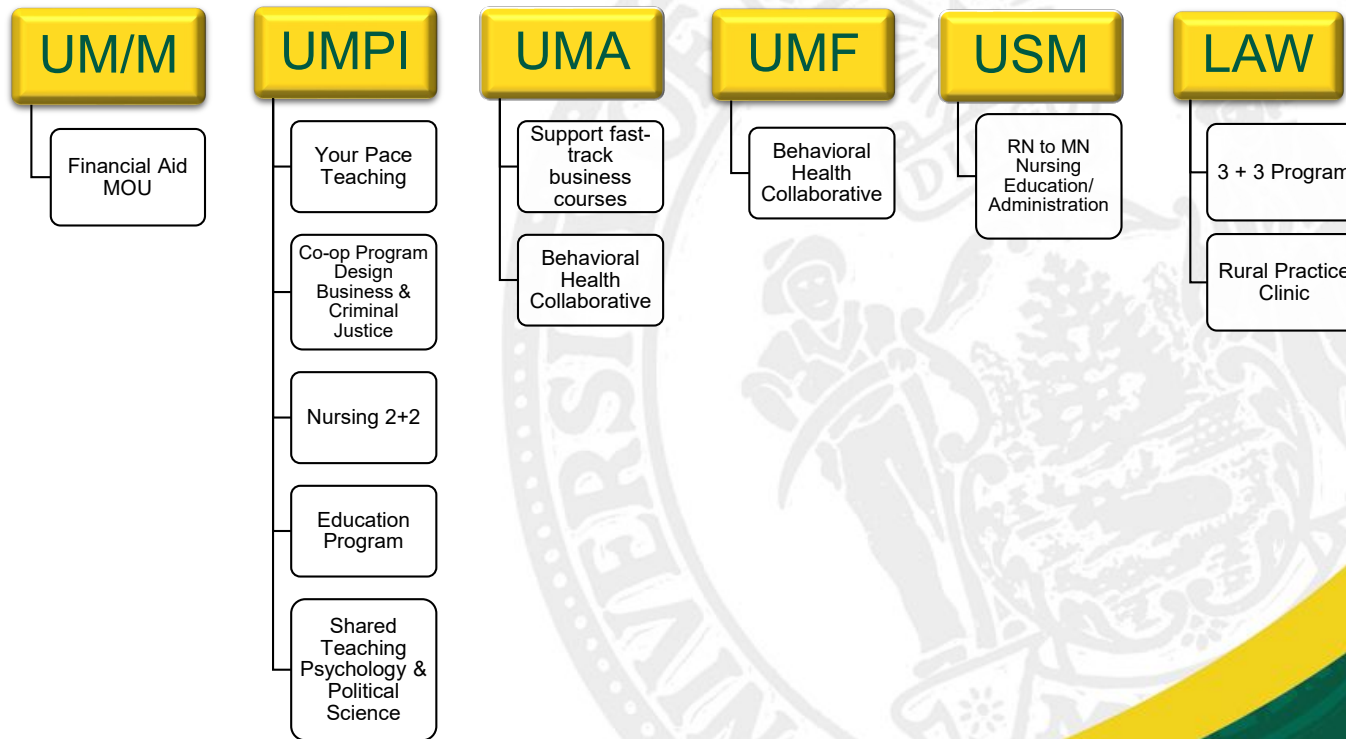 UM/M
Financial Aid
MOU
UMPI
Your Pace
Teaching
Co-op Program
Design
Business &
Criminal
Justice
Nursing 2+2
Education
Program
Shared
Teaching
Psychology &
Political
Science
UMA
Support fast-
track
business
courses
Behavioral
Health
Collaborative
UMF
Behavioral
Health
Collaborative
USM
RN to MN
Nursing
Education/
Administration
LAW
3 + 3 Program
Rural Practice
Clinic